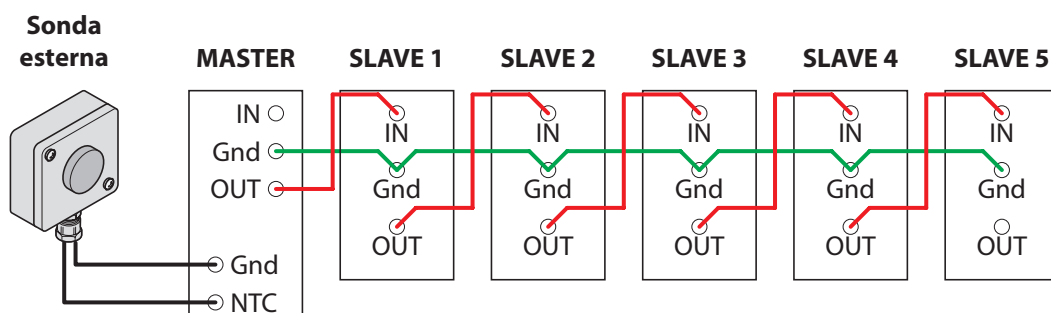 Sonda
esterna
MASTER
SLAVE 1
SLAVE 2
SLAVE 3
SLAVE 4
SLAVE 5
IN
Gnd
OUT
Gnd
NTC
IN
Gnd
OUT
IN
Gnd
OUT
IN
Gnd
OUT
IN
Gnd
OUT
IN
Gnd
OUT